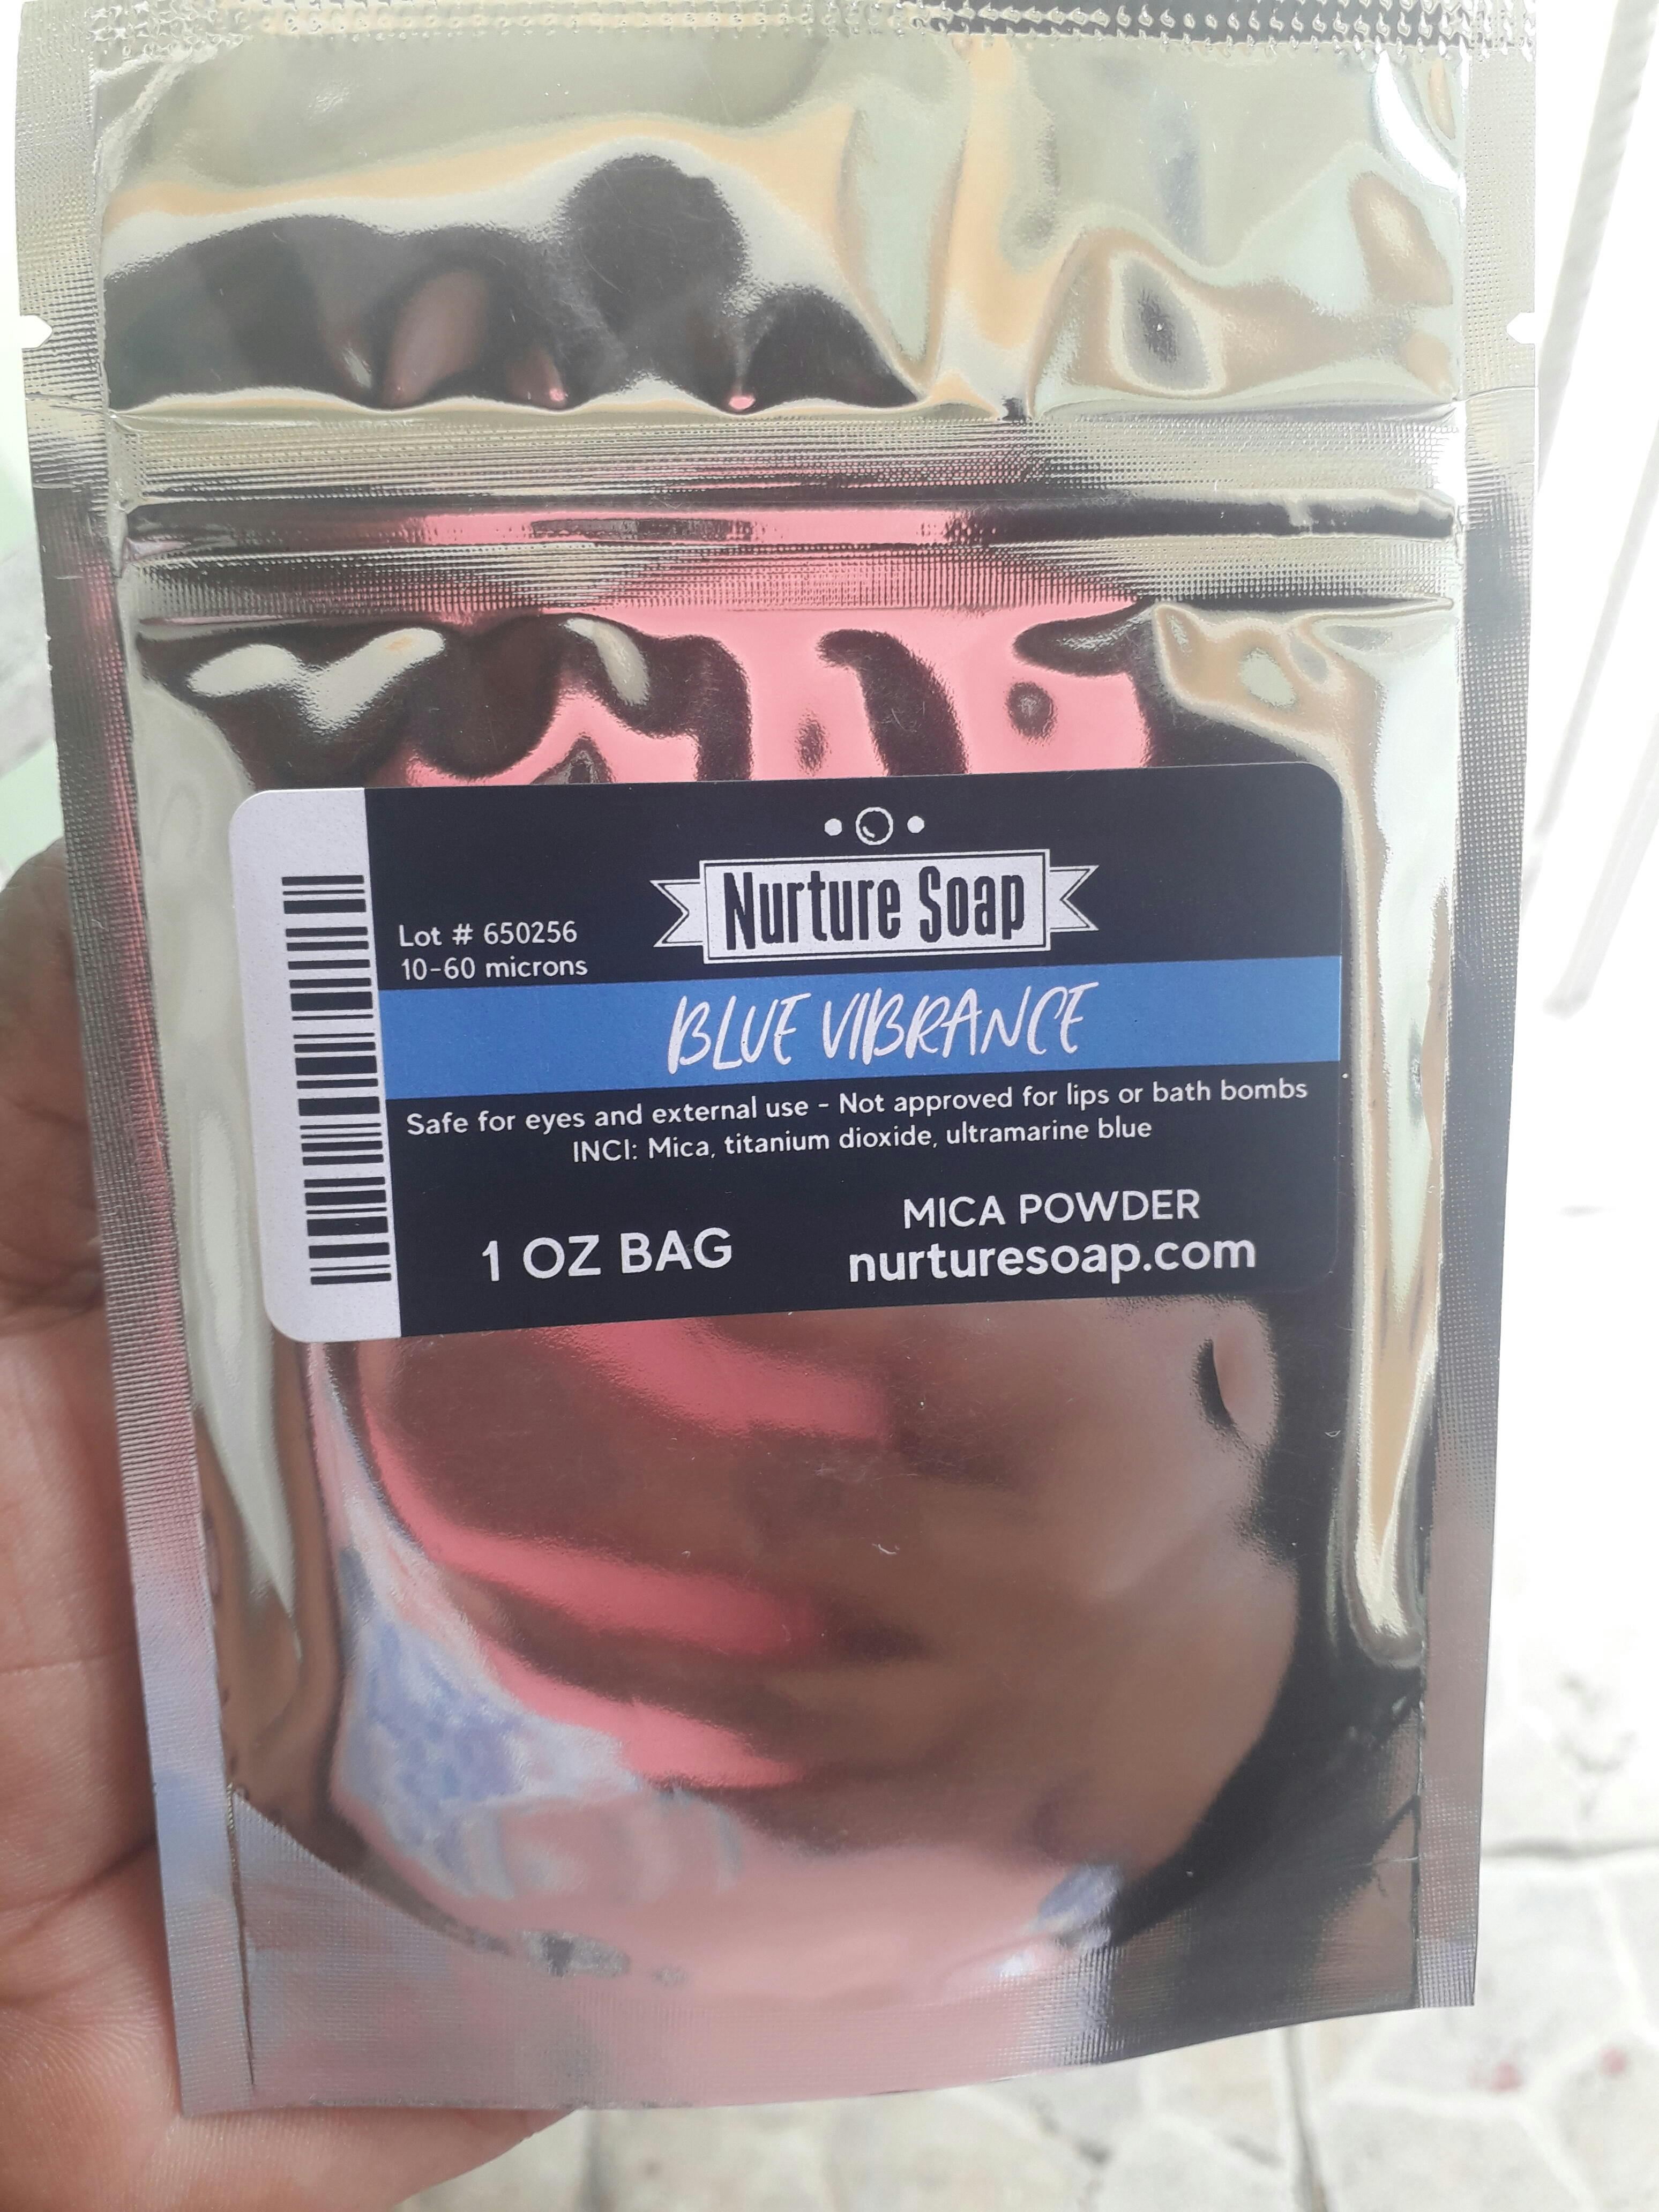 Nurture Soap
Lot # 650256
10-60 microns
BLUE VIBRANCE
Safe for eyes and external use - Not approved for lips or bath bombs
INCI: Mica, titanium dioxide, ultramarine blue
1 OZ BAG
MICA POWDER
nurturesoap.com